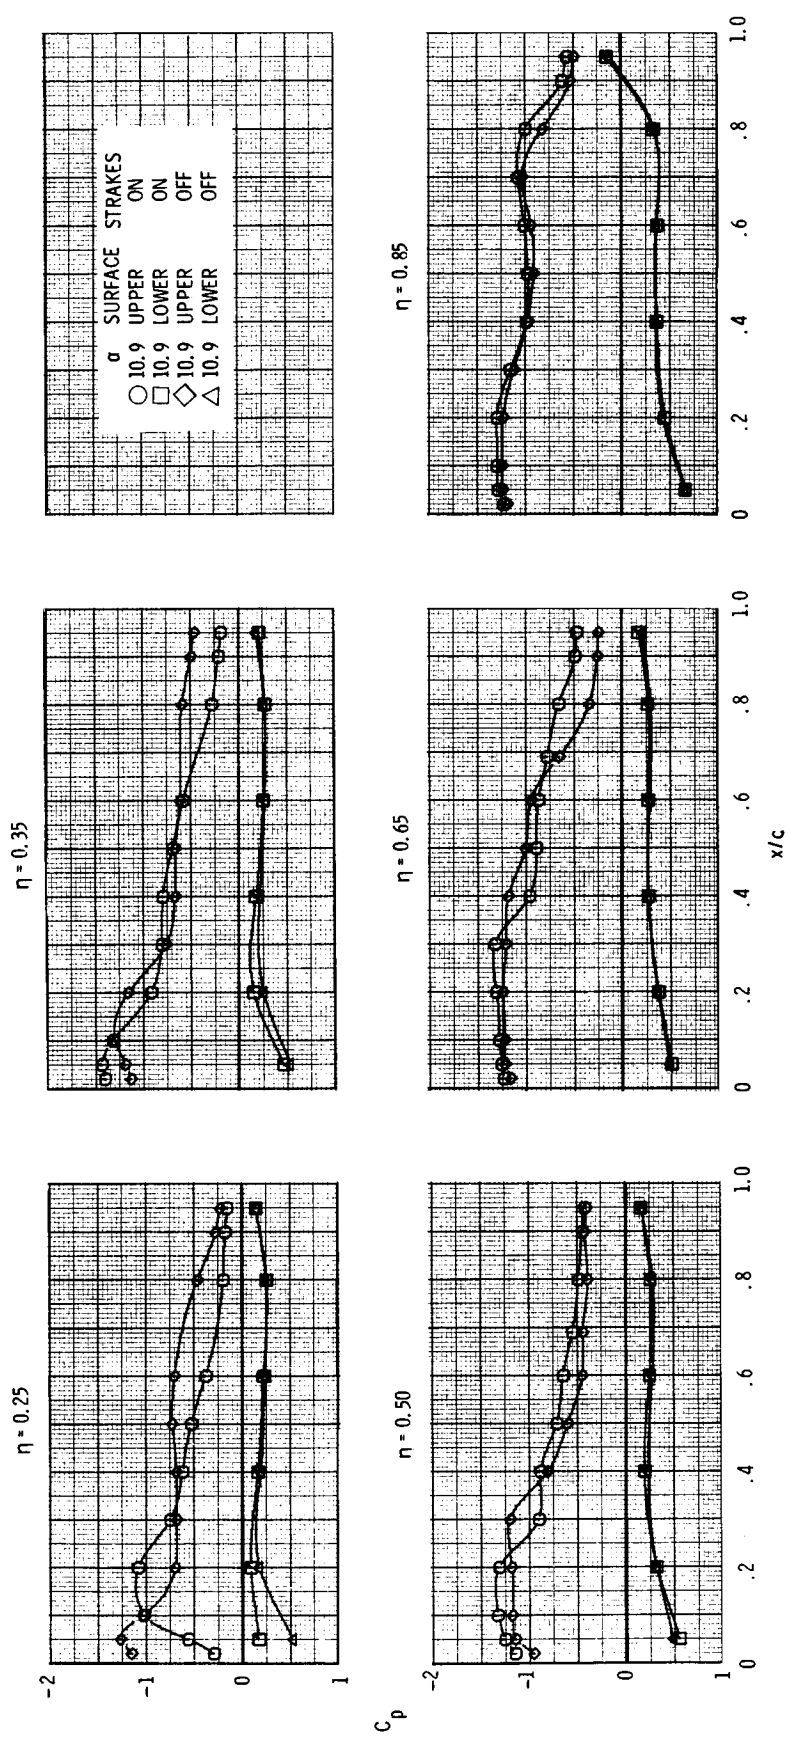 α SURFACE STRAKES
○ 10.9 UPPER ON
□ 10.9 LOWER ON
◇ 10.9 UPPER OFF
△ 10.9 LOWER OFF
η = 0.25
η = 0.35
-2
-1
0
1
Cp
η = 0.50
η = 0.65
η = 0.85
-2
-1
0
1
0 .2 .4 .6 .8 1.0
0 .2 .4 .6 .8 1.0
0 .2 .4 .6 .8 1.0
x/c